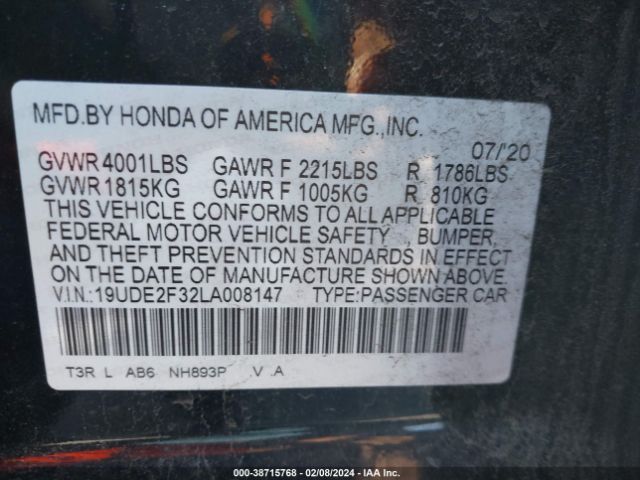 MFD.BY HONDA OF AMERICA MFG.,INC.
07/'20
GVWR 4001LBS GAWR F 2215LBS R 1786LBS
GVWR 1815KG GAWR F 1005KG R 810KG
THIS VEHICLE CONFORMS TO ALL APPLICABLE
FEDERAL MOTOR VEHICLE SAFETY , BUMPER,
AND THEFT PREVENTION STANDARDS IN EFFECT
ON THE DATE OF MANUFACTURE SHOWN ABOVE.
V.I.N.:19UDE2F32LA008147 TYPE:PASSENGER CAR
T3R L AB6 NH893P V .A
000-38715768 | 02/08/2024 - IAA Inc.